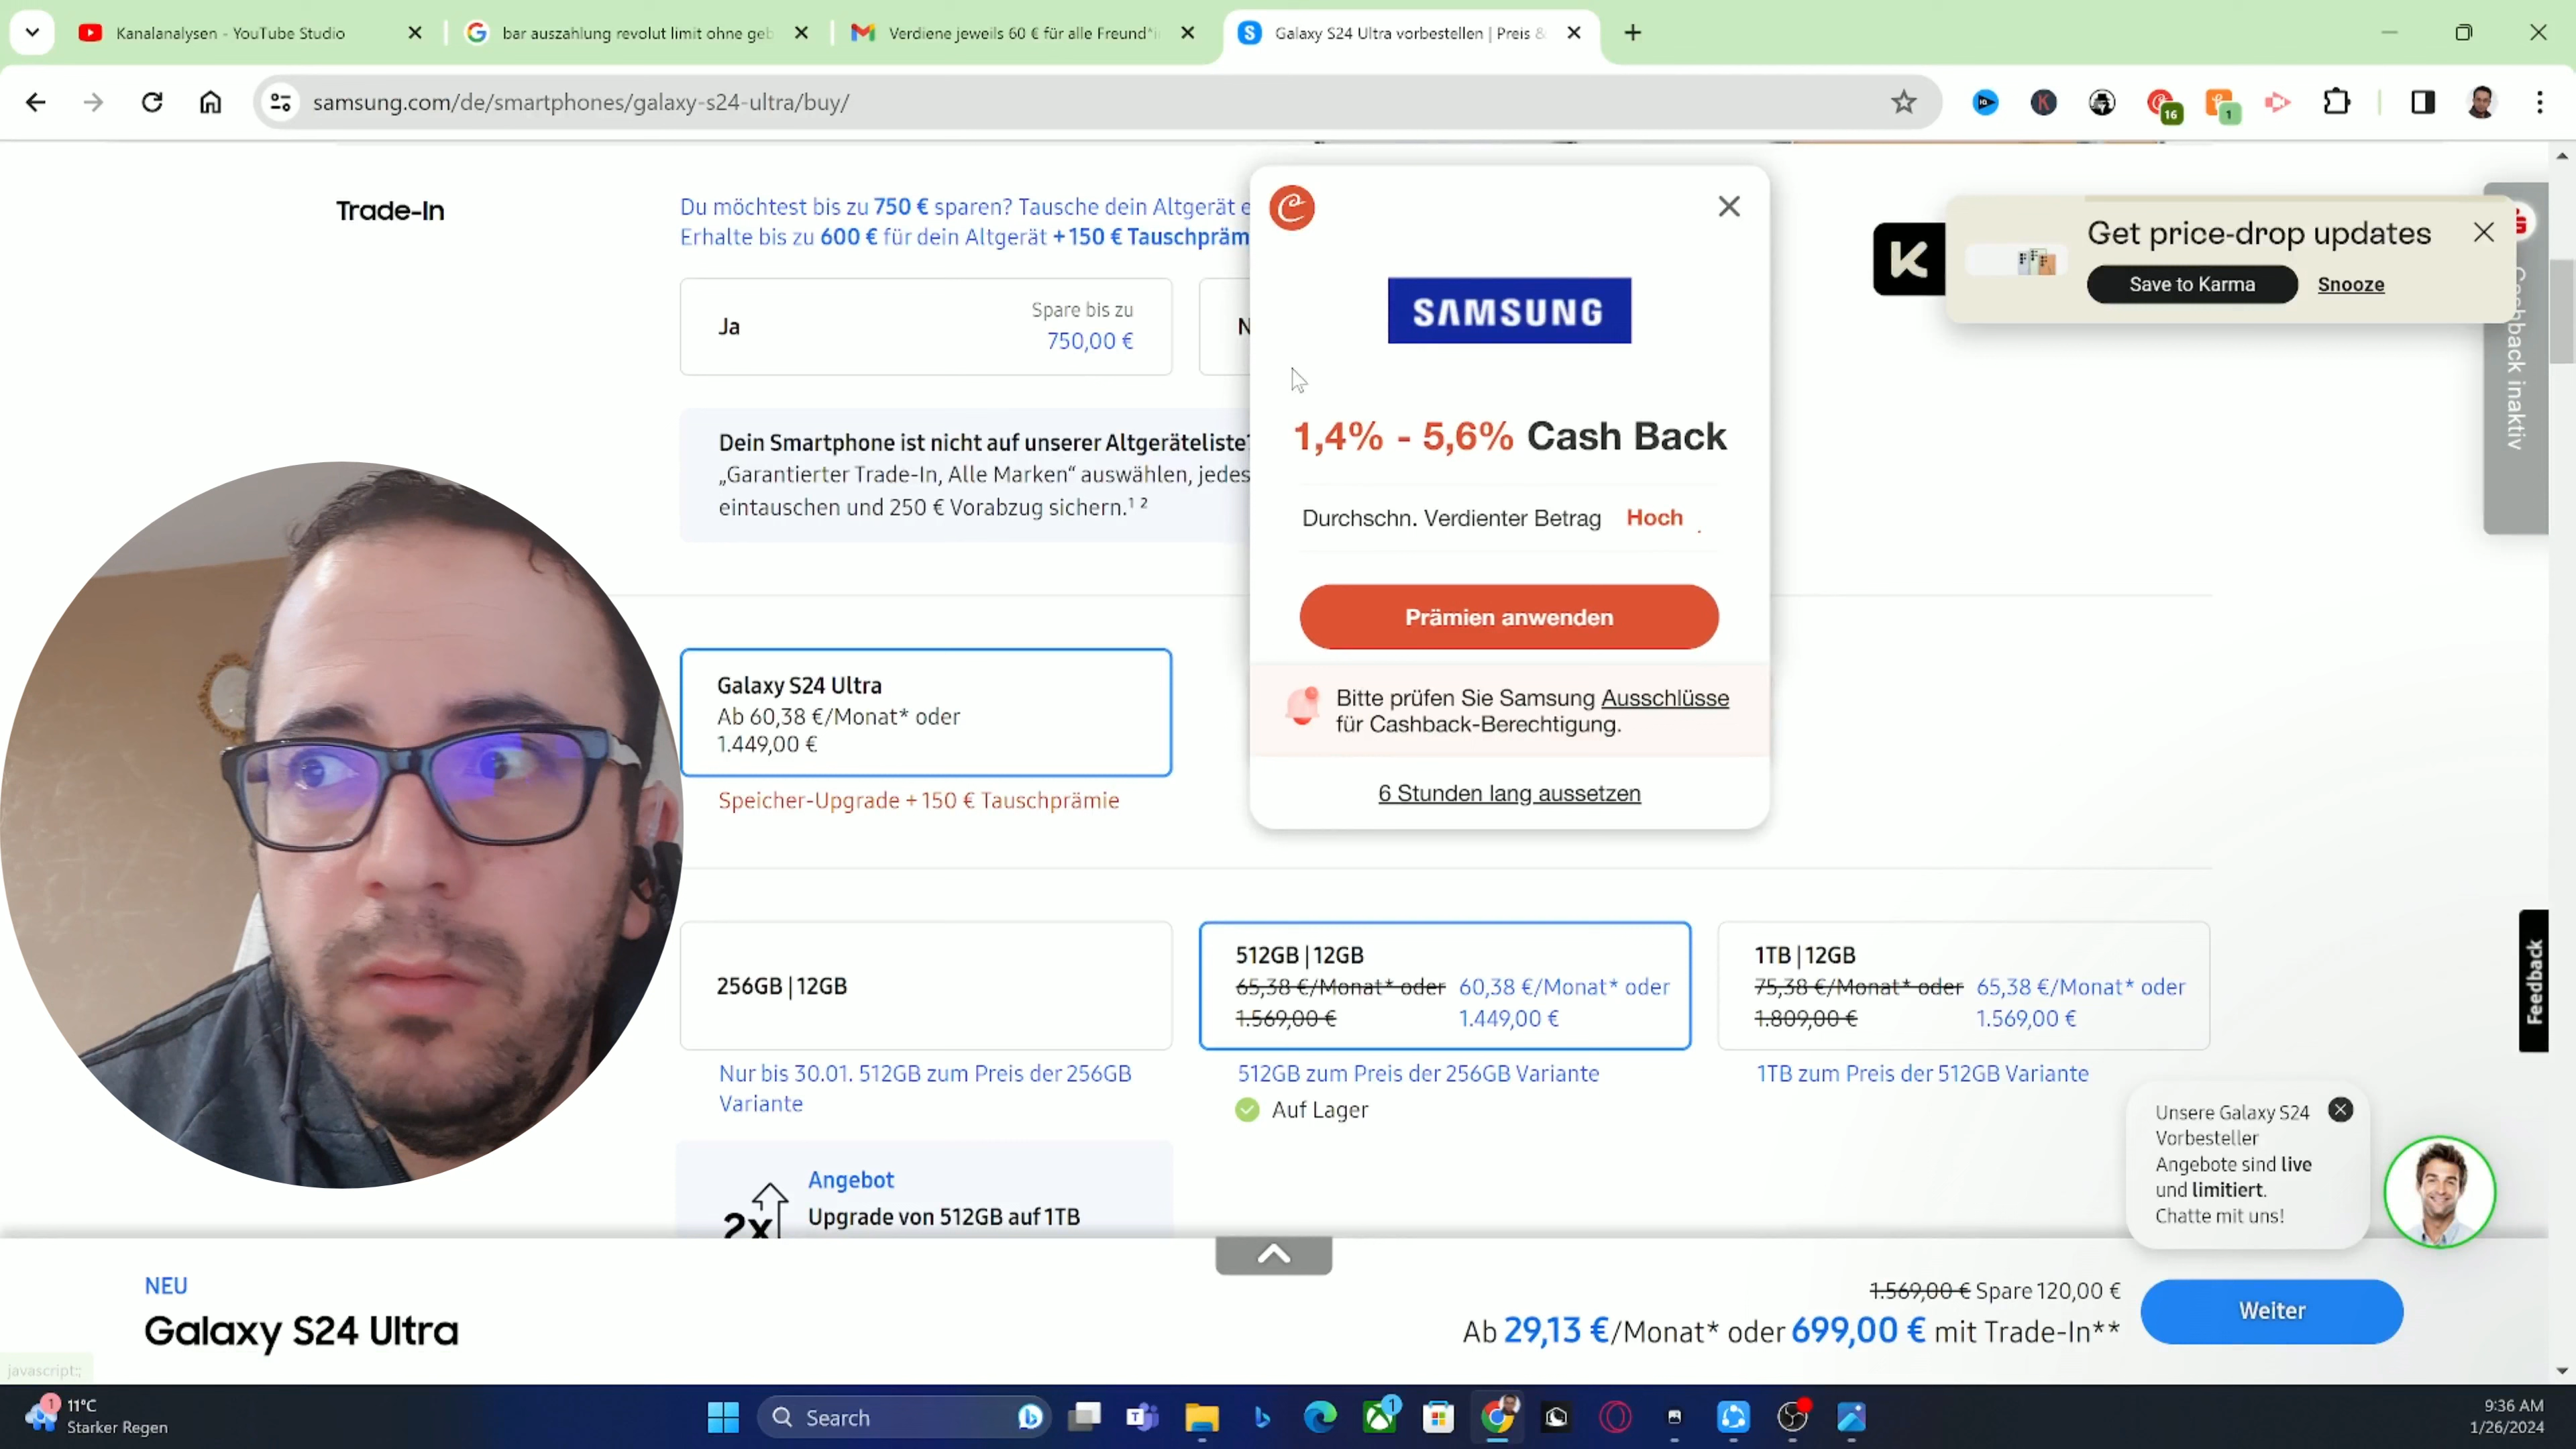 Kanalanalysen - YouTube Studio
bar auszahlung revolut limit ohne geb
Verdiene jeweils 60 € für alle Freund*i
Galaxy S24 Ultra vorbestellen | Preis &
samsung.com/de/smartphones/galaxy-s24-ultra/buy/
16
1
Trade-In
Du möchtest bis zu 750 € sparen? Tausche dein Altgerät e
Erhalte bis zu 600 € für dein Altgerät + 150 € Tauschpräm
Ja
Spare bis zu
750,00 €
N
Dein Smartphone ist nicht auf unserer Altgeräteliste?
„Garantierter Trade-In, Alle Marken“ auswählen, jedes
eintauschen und 250 € Vorabzug sichern.¹ ²
SAMSUNG
1,4% - 5,6% Cash Back
Durchschn. Verdienter Betrag Hoch
Prämien anwenden
Bitte prüfen Sie Samsung Ausschlüsse
für Cashback-Berechtigung.
6 Stunden lang aussetzen
K
Get price-drop updates
Save to Karma
Snooze
Cashback inaktiv
Galaxy S24 Ultra
Ab 60,38 €/Monat* oder
1.449,00 €
Speicher-Upgrade + 150 € Tauschprämie
256GB | 12GB
Nur bis 30.01. 512GB zum Preis der 256GB
Variante
512GB | 12GB
65,38 €/Monat* oder 60,38 €/Monat* oder
1.569,00 € 1.449,00 €
512GB zum Preis der 256GB Variante
Auf Lager
1TB | 12GB
75,38 €/Monat* oder 65,38 €/Monat* oder
1.809,00 € 1.569,00 €
1TB zum Preis der 512GB Variante
Feedback
2x
Angebot
Upgrade von 512GB auf 1TB
Unsere Galaxy S24
Vorbesteller
Angebote sind live
und limitiert.
Chatte mit uns!
NEU
Galaxy S24 Ultra
1.569,00 € Spare 120,00 €
Ab 29,13 €/Monat* oder 699,00 € mit Trade-In**
Weiter
javascript:;
1
11°C
Starker Regen
Search
1
9:36 AM
1/26/2024